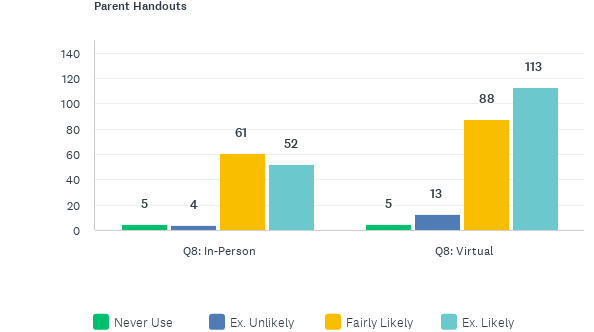 Parent Handouts
140
120
100
80
60
40
20
0
5
4
61
52
5
13
88
113
Q8: In-Person
Q8: Virtual
Never Use
Ex. Unlikely
Fairly Likely
Ex. Likely